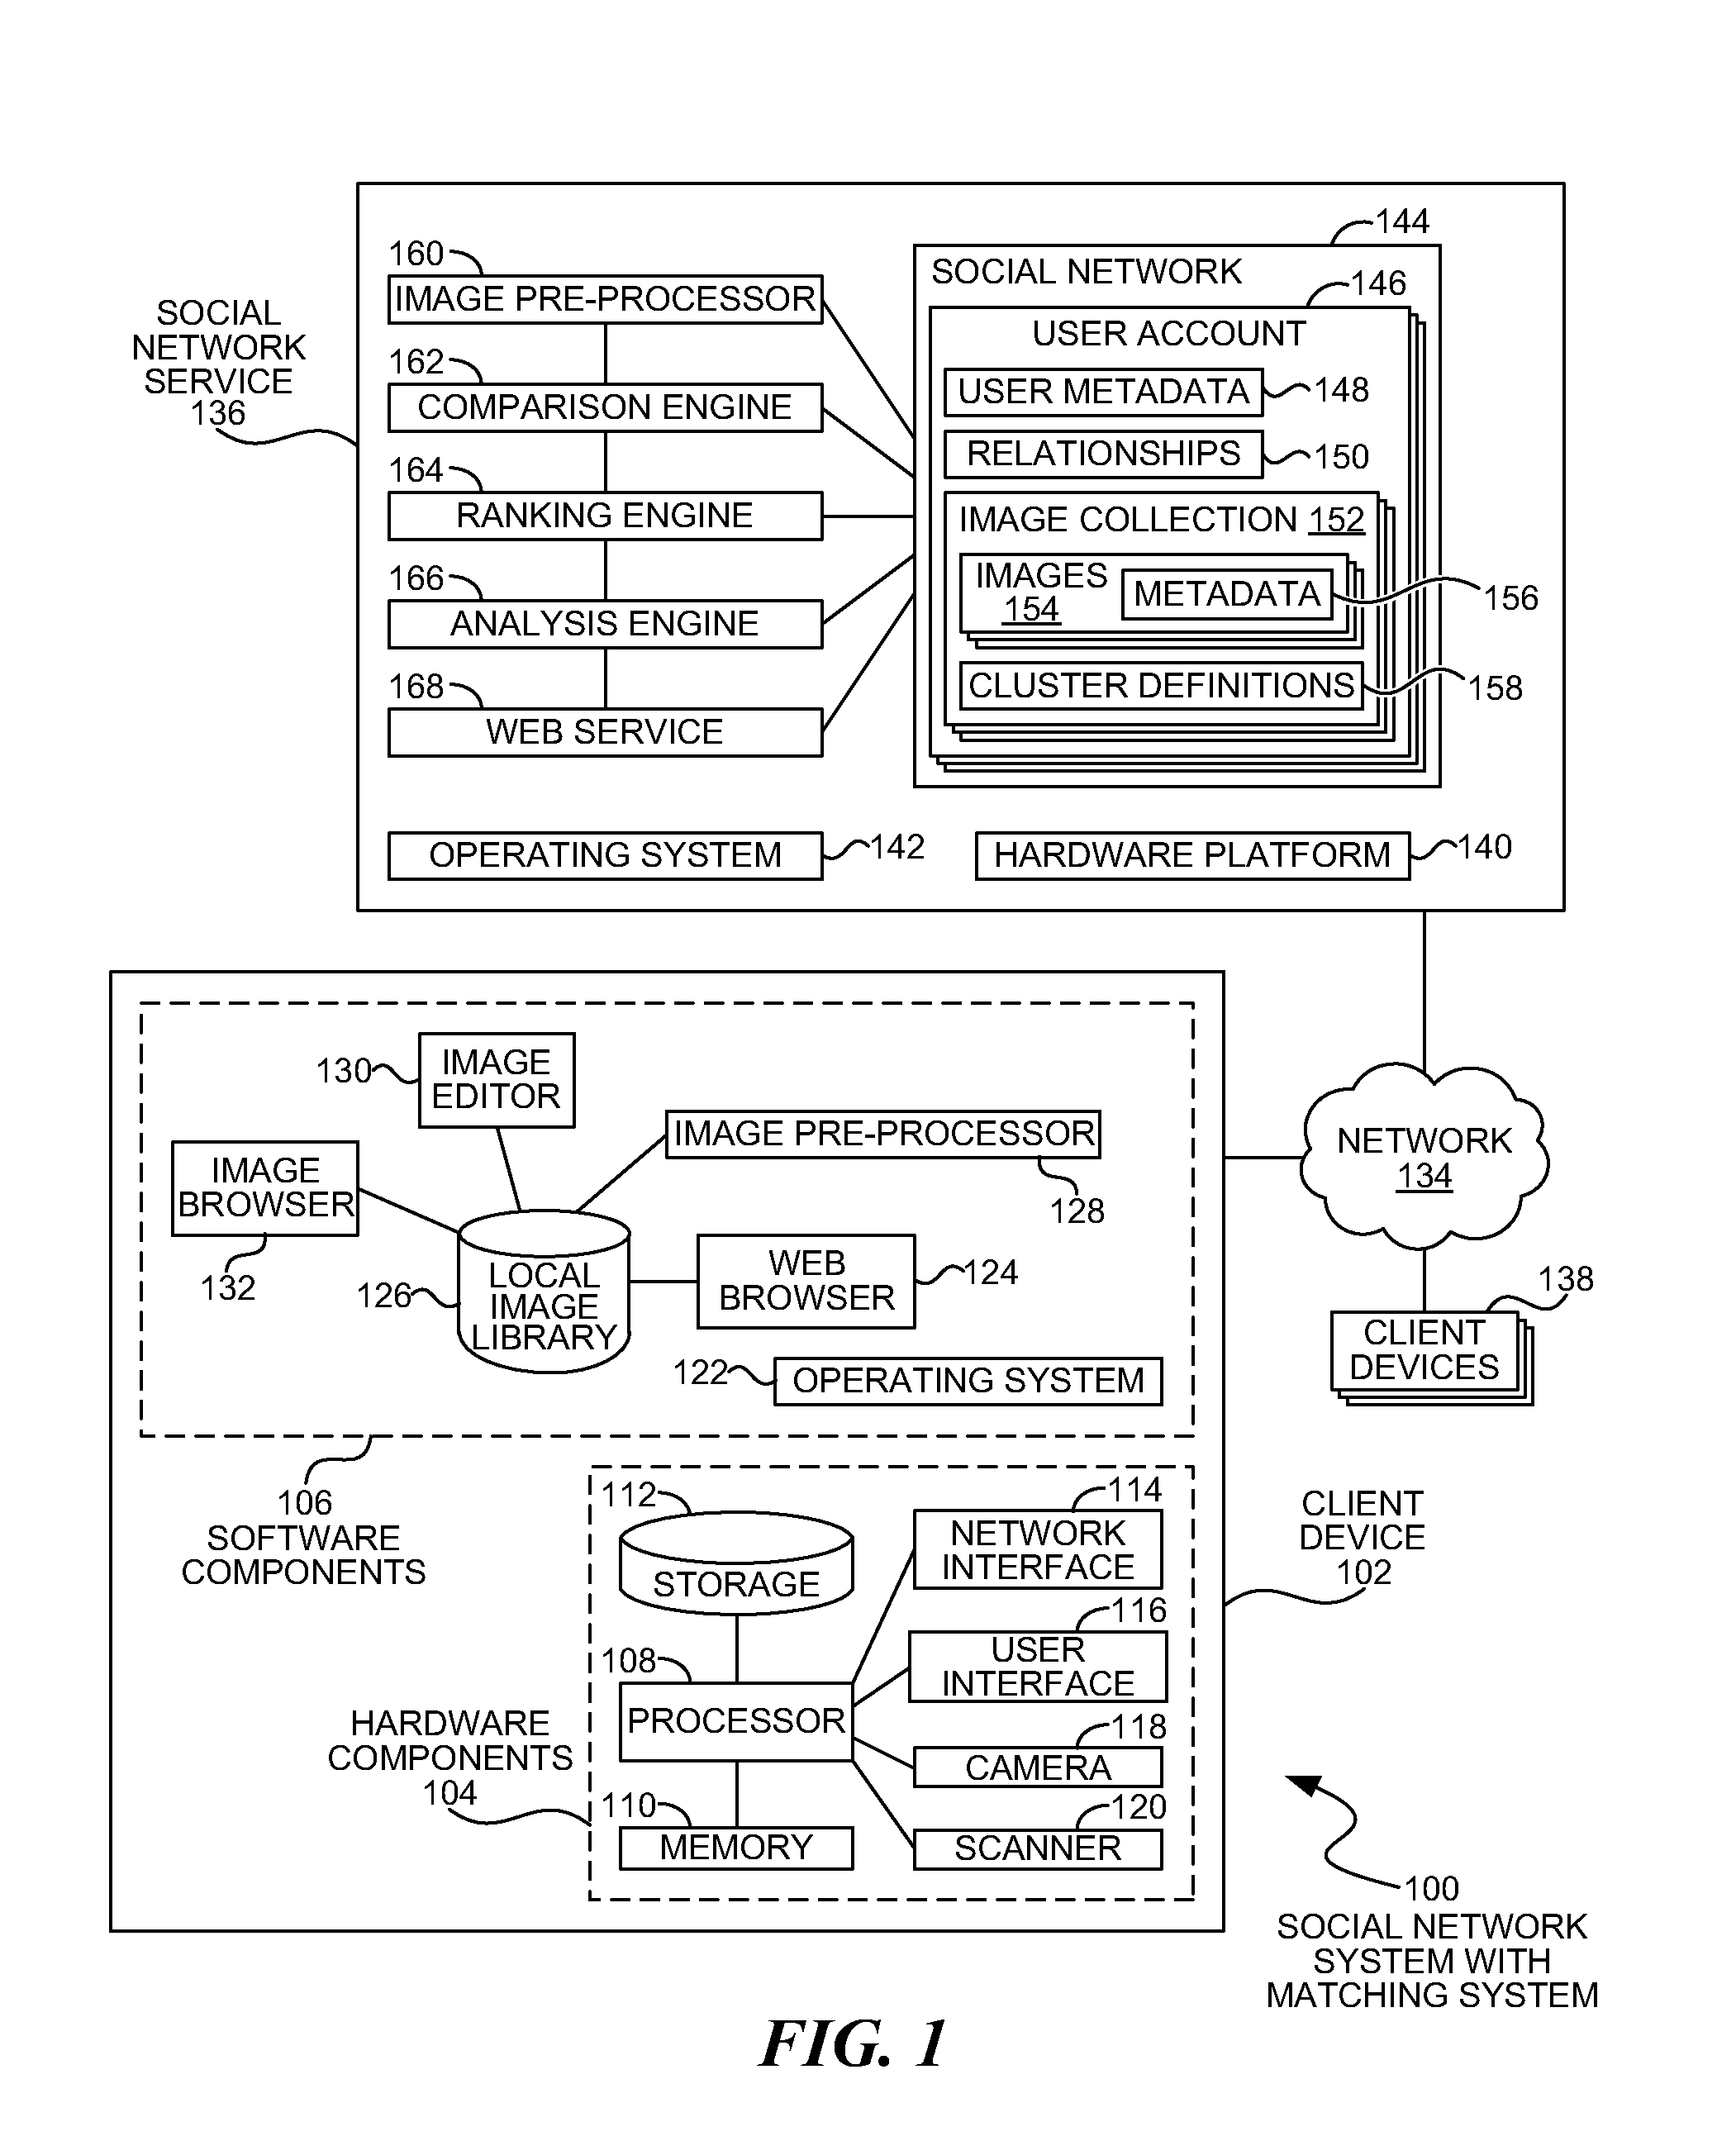 144
SOCIAL NETWORK
146
USER ACCOUNT
USER METADATA
148
RELATIONSHIPS
150
IMAGE COLLECTION 152
IMAGES
154
METADATA
156
CLUSTER DEFINITIONS
158
160
IMAGE PRE-PROCESSOR
162
COMPARISON ENGINE
164
RANKING ENGINE
166
ANALYSIS ENGINE
168
WEB SERVICE
SOCIAL
NETWORK
SERVICE
136
OPERATING SYSTEM
142
HARDWARE PLATFORM
140
130
IMAGE
EDITOR
IMAGE PRE-PROCESSOR
128
IMAGE
BROWSER
132
126
LOCAL
IMAGE
LIBRARY
WEB
BROWSER
124
122
OPERATING SYSTEM
NETWORK
134
138
CLIENT
DEVICES
106
SOFTWARE
COMPONENTS
112
STORAGE
114
NETWORK
INTERFACE
116
USER
INTERFACE
108
PROCESSOR
118
CAMERA
110
MEMORY
120
SCANNER
HARDWARE
COMPONENTS
104
CLIENT
DEVICE
102
100
SOCIAL NETWORK
SYSTEM WITH
MATCHING SYSTEM
FIG. 1